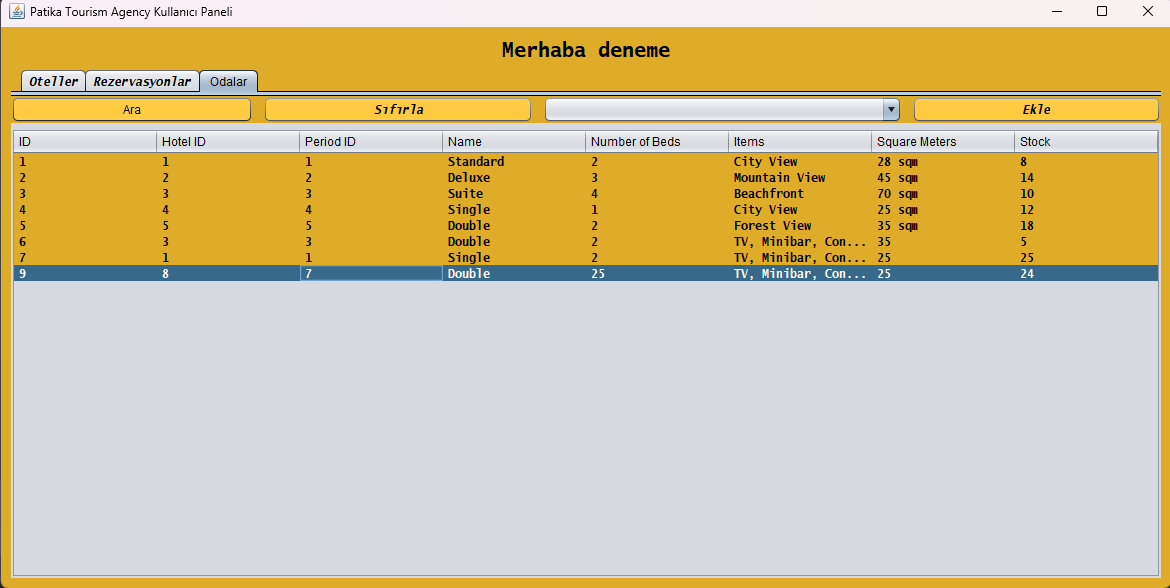 Patika Tourism Agency Kullanıcı Paneli
Merhaba deneme
Oteller Rezervasyonlar Odalar
Ara Sıfırla Ekle
ID Hotel ID Period ID Name Number of Beds Items Square Meters Stock
1 1 1 Standard 2 City View 28 sqm 8
2 2 2 Deluxe 3 Mountain View 45 sqm 14
3 3 3 Suite 4 Beachfront 70 sqm 10
4 4 4 Single 1 City View 25 sqm 12
5 5 5 Double 2 Forest View 35 sqm 18
6 3 3 Double 2 TV, Minibar, Con... 35 5
7 1 1 Single 2 TV, Minibar, Con... 25 25
9 8 7 Double 25 TV, Minibar, Con... 25 24